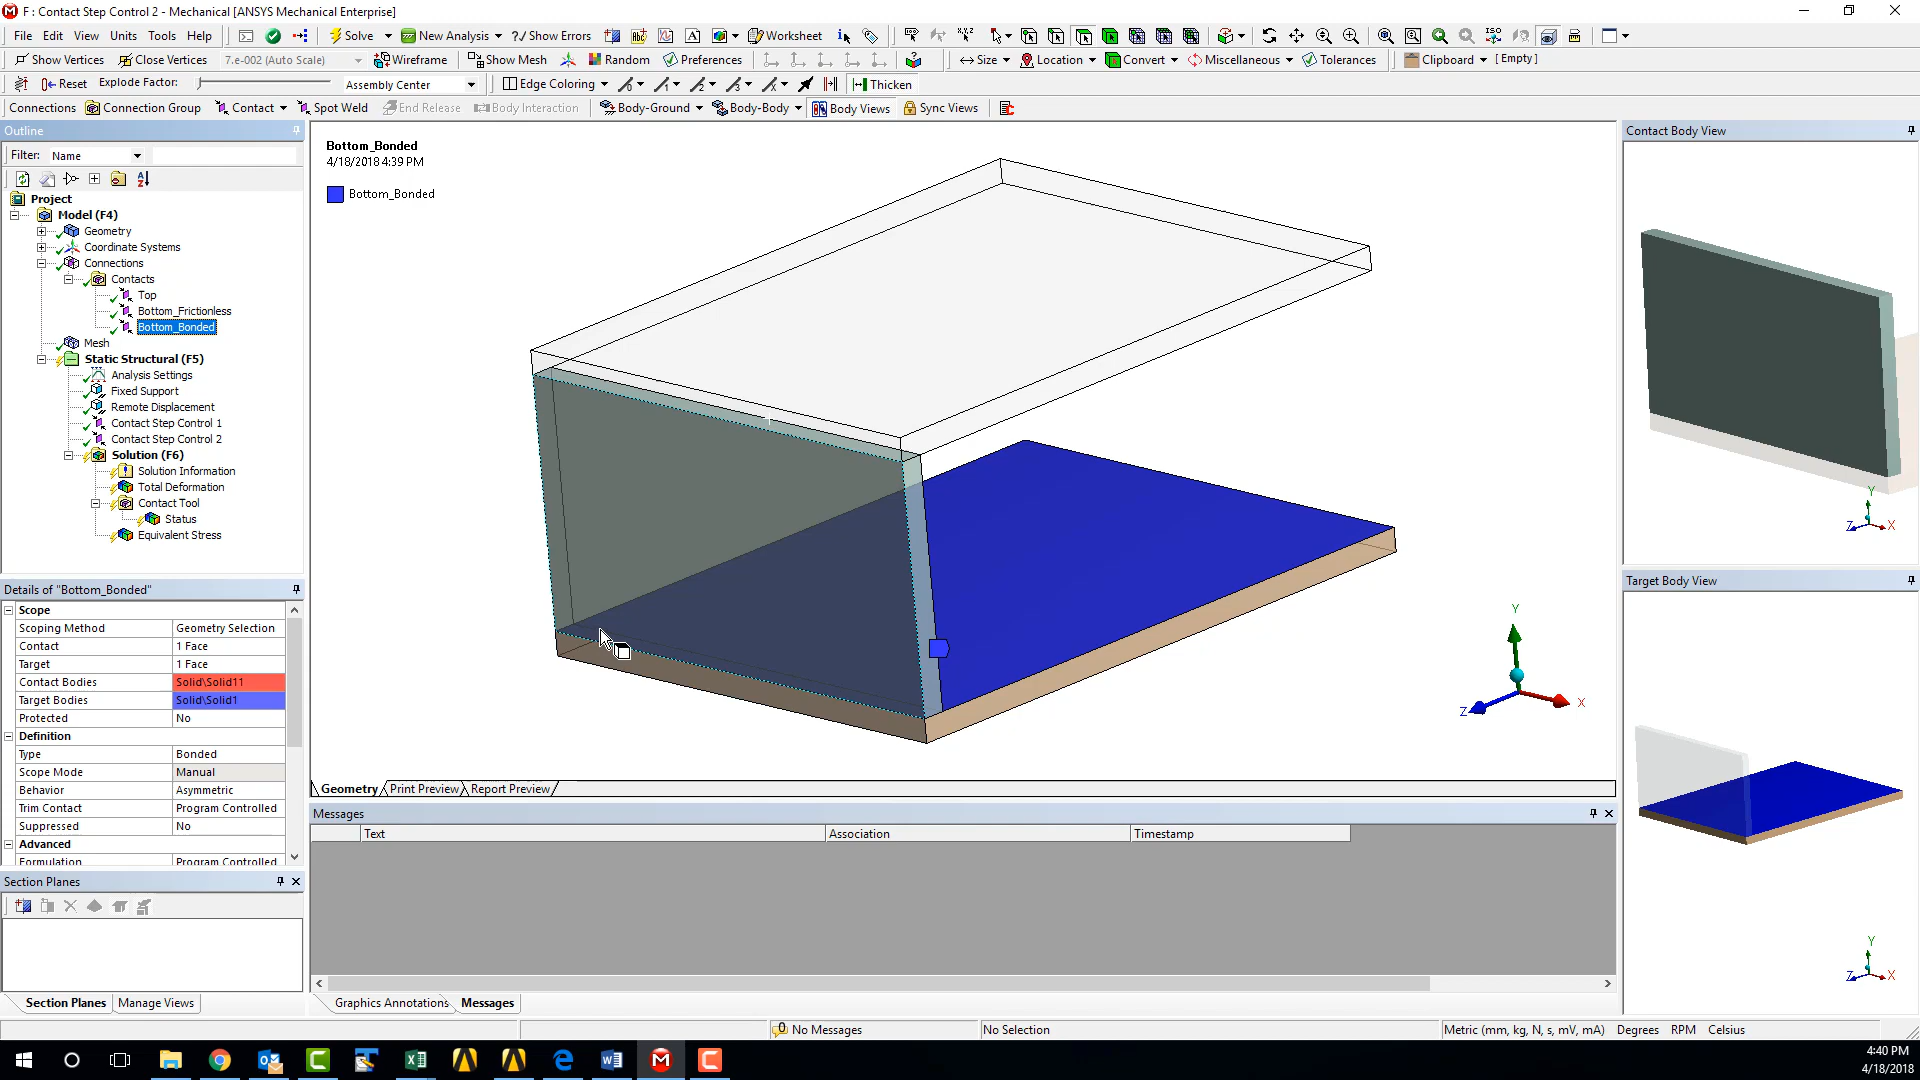 F : Contact Step Control 2 - Mechanical [ANSYS Mechanical Enterprise]
File Edit View Units Tools Help Solve New Analysis Show Errors Worksheet
Show Vertices Close Vertices 7.e-002 (Auto Scale) Wireframe Show Mesh Random Preferences Size Location Convert Miscellaneous Tolerances Clipboard [ Empty ]
Reset Explode Factor: Assembly Center Edge Coloring Thicken
Connections Connection Group Contact Spot Weld End Release Body Interaction Body-Ground Body-Body Body Views Sync Views
Outline
Filter: Name
Project
Model (F4)
Geometry
Coordinate Systems
Connections
Contacts
Top
Bottom_Frictionless
Bottom_Bonded
Mesh
Static Structural (F5)
Analysis Settings
Fixed Support
Remote Displacement
Contact Step Control 1
Contact Step Control 2
Solution (F6)
Solution Information
Total Deformation
Contact Tool
Status
Equivalent Stress
Details of "Bottom_Bonded"
Scope
Scoping Method Geometry Selection
Contact 1 Face
Target 1 Face
Contact Bodies Solid\Solid11
Target Bodies Solid\Solid1
Protected No
Definition
Type Bonded
Scope Mode Manual
Behavior Asymmetric
Trim Contact Program Controlled
Suppressed No
Advanced
Formulation Program Controlled
Section Planes
Section Planes Manage Views
Bottom_Bonded
4/18/2018 4:39 PM
Bottom_Bonded
Y
Z
X
Geometry Print Preview Report Preview
Messages
Text Association Timestamp
Graphics Annotations Messages
Contact Body View
Y
Z
X
Target Body View
Y
Z
X
No Messages No Selection Metric (mm, kg, N, s, mV, mA) Degrees RPM Celsius
4:40 PM
4/18/2018